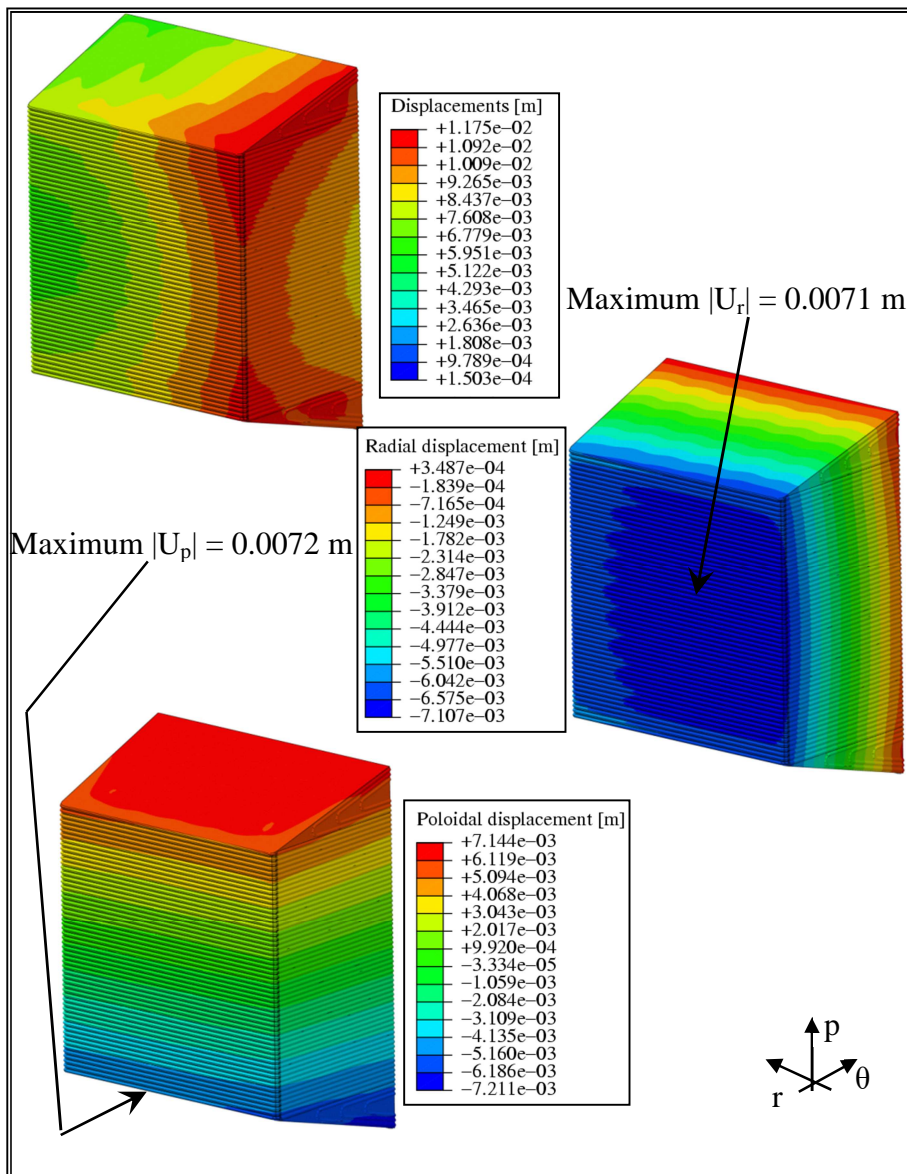 Displacements [m]
+1.175e−02
+1.092e−02
+1.009e−02
+9.265e−03
+8.437e−03
+7.608e−03
+6.779e−03
+5.951e−03
+5.122e−03
+4.293e−03
+3.465e−03
+2.636e−03
+1.808e−03
+9.789e−04
+1.503e−04
Maximum |Uᵣ| = 0.0071 m
Radial displacement [m]
+3.487e−04
−1.839e−04
−7.165e−04
−1.249e−03
−1.782e−03
−2.314e−03
−2.847e−03
−3.379e−03
−3.912e−03
−4.444e−03
−4.977e−03
−5.510e−03
−6.042e−03
−6.575e−03
−7.107e−03
Maximum |Uₚ| = 0.0072 m
Poloidal displacement [m]
+7.144e−03
+6.119e−03
+5.094e−03
+4.068e−03
+3.043e−03
+2.017e−03
+9.920e−04
−3.334e−05
−1.059e−03
−2.084e−03
−3.109e−03
−4.135e−03
−5.160e−03
−6.186e−03
−7.211e−03
p
θ
r